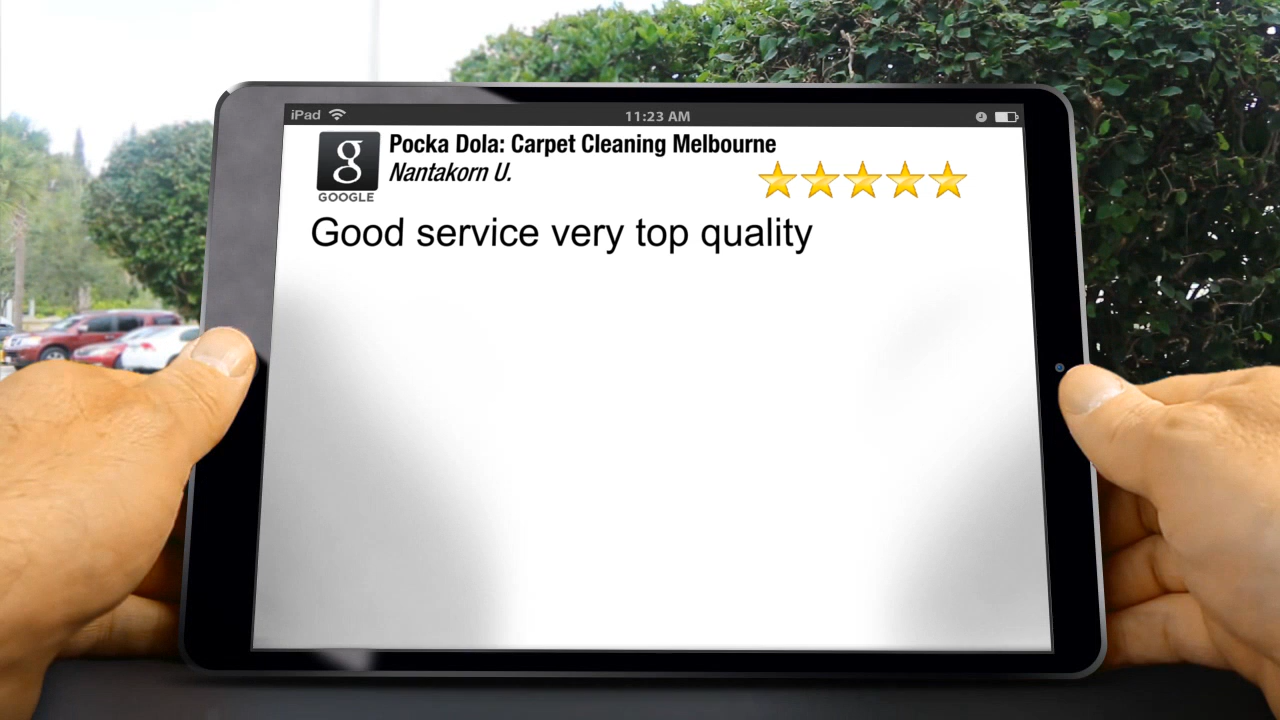 iPad 11:23 AM
g
GOOGLE
Pocka Dola: Carpet Cleaning Melbourne
Nantakorn U.
Good service very top quality